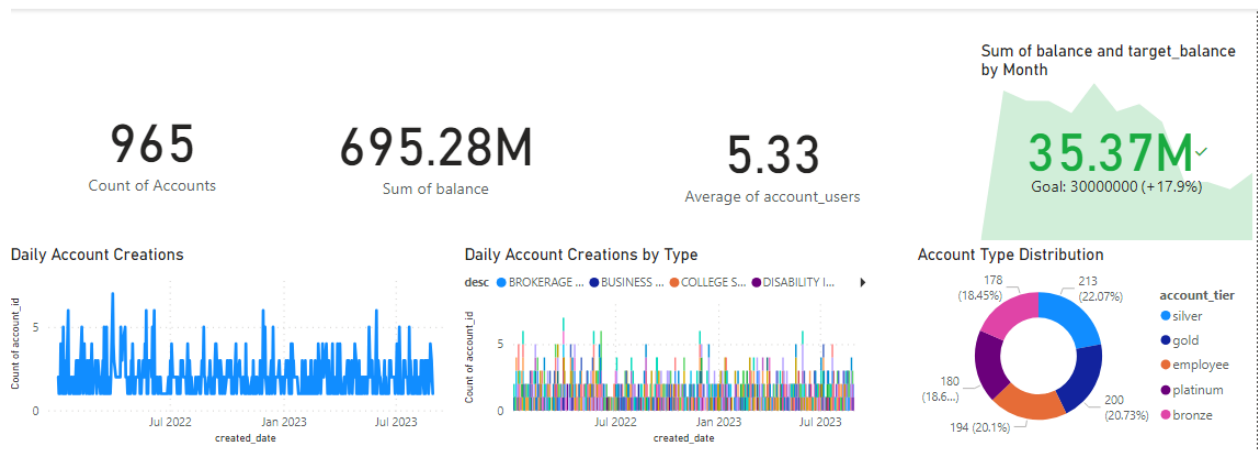 Sum of balance and target_balance
by Month
965
Count of Accounts
695.28M
Sum of balance
5.33
Average of account_users
35.37M
Goal: 30000000 (+17.9%)
Daily Account Creations
Count of account_id
5
0
Jul 2022
Jan 2023
Jul 2023
created_date
Daily Account Creations by Type
desc BROKERAGE ... BUSINESS ... COLLEGE S... DISABILITY I...
Count of account_id
5
0
Jul 2022
Jan 2023
Jul 2023
created_date
Account Type Distribution
178
(18.45%)
213
(22.07%)
180
(18.6...)
200
(20.73%)
194 (20.1%)
account_tier
silver
gold
employee
platinum
bronze